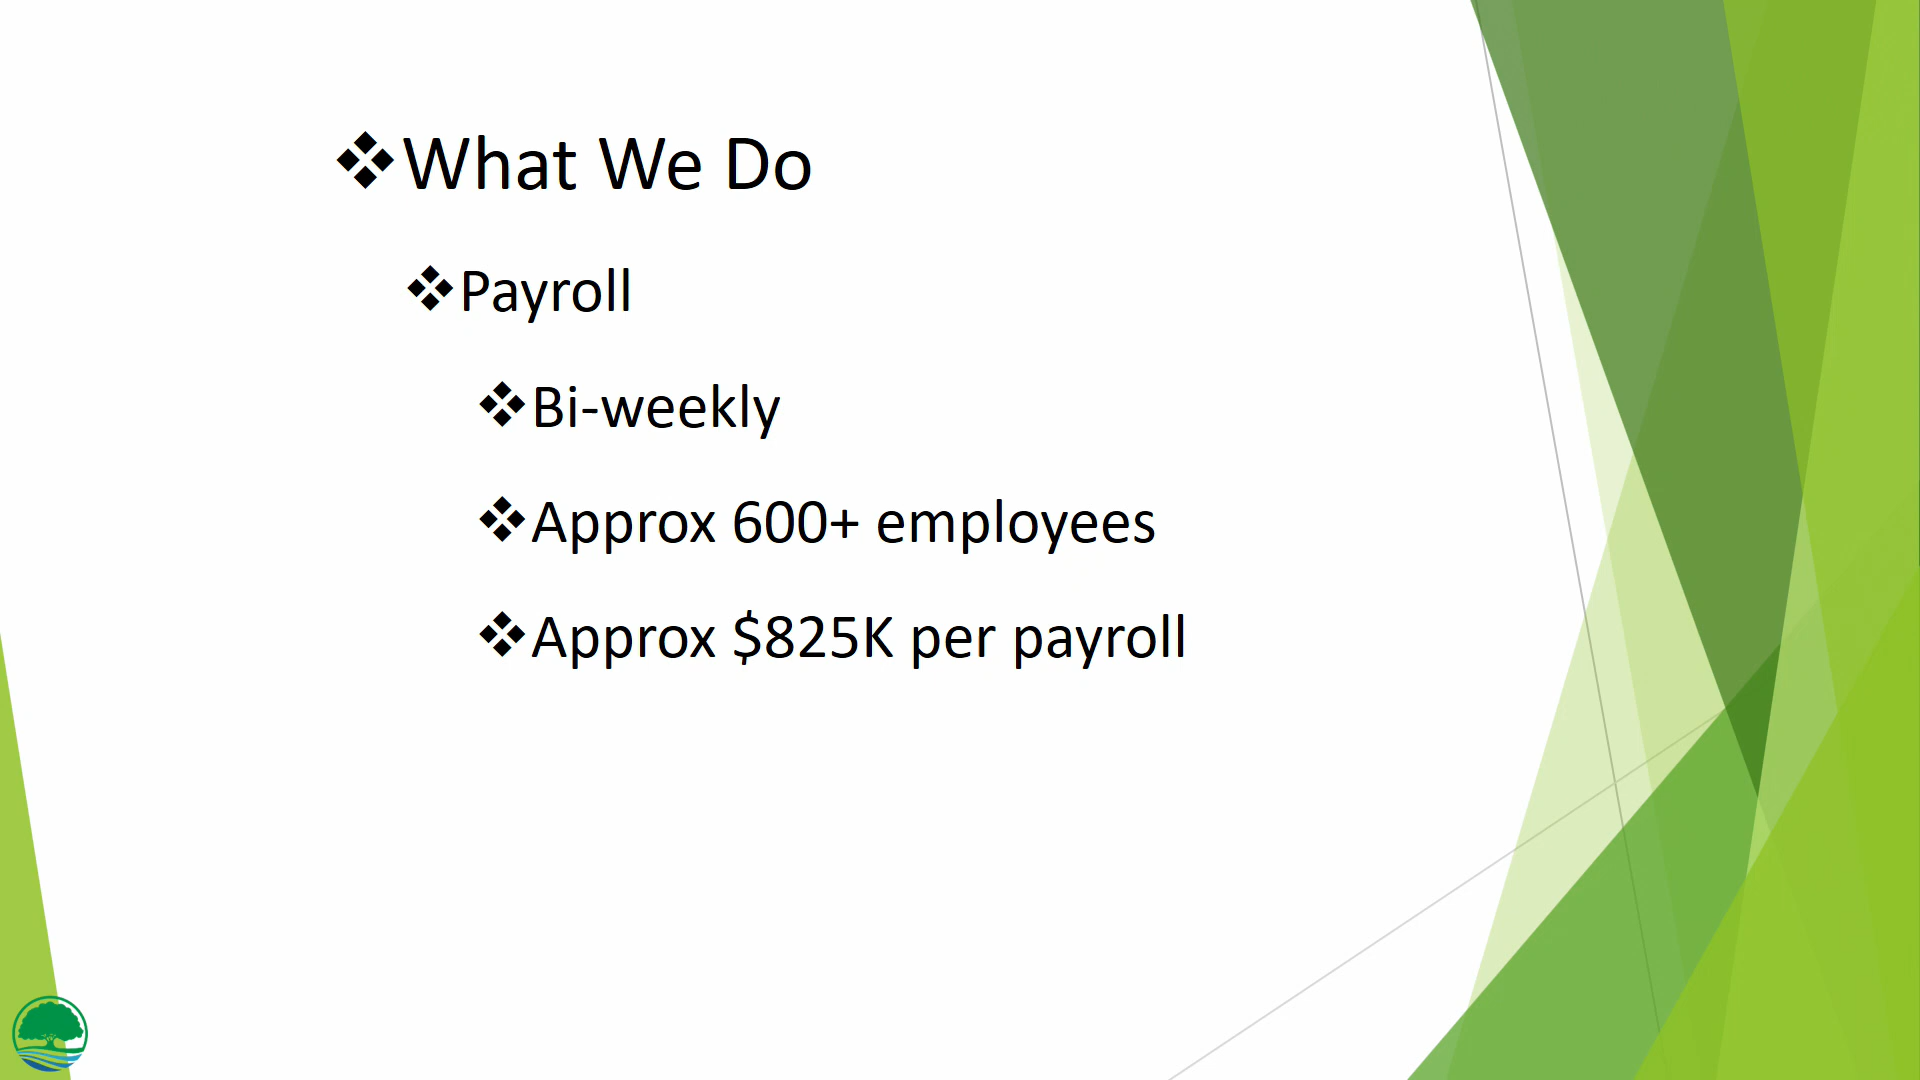 ❖What We Do
❖Payroll
❖Bi-weekly
❖Approx 600+ employees
❖Approx $825K per payroll